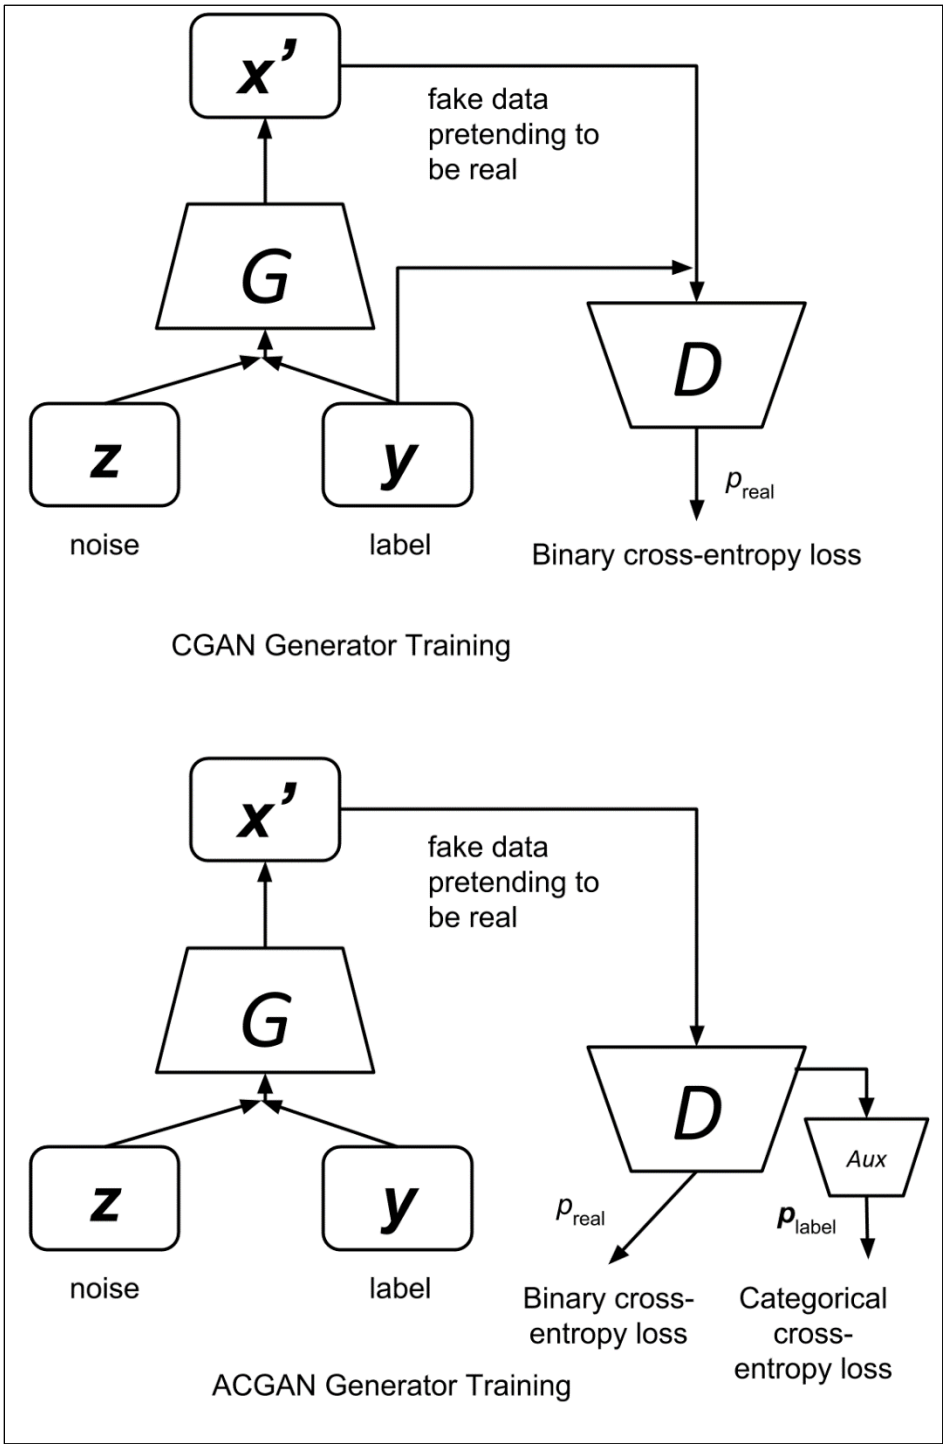 x’
fake data
pretending to
be real
G
D
z
y
p_real
noise
label
Binary cross-entropy loss
CGAN Generator Training
x’
fake data
pretending to
be real
G
D
Aux
z
y
p_real
p_label
noise
label
Binary cross-
entropy loss
Categorical
cross-
entropy loss
ACGAN Generator Training